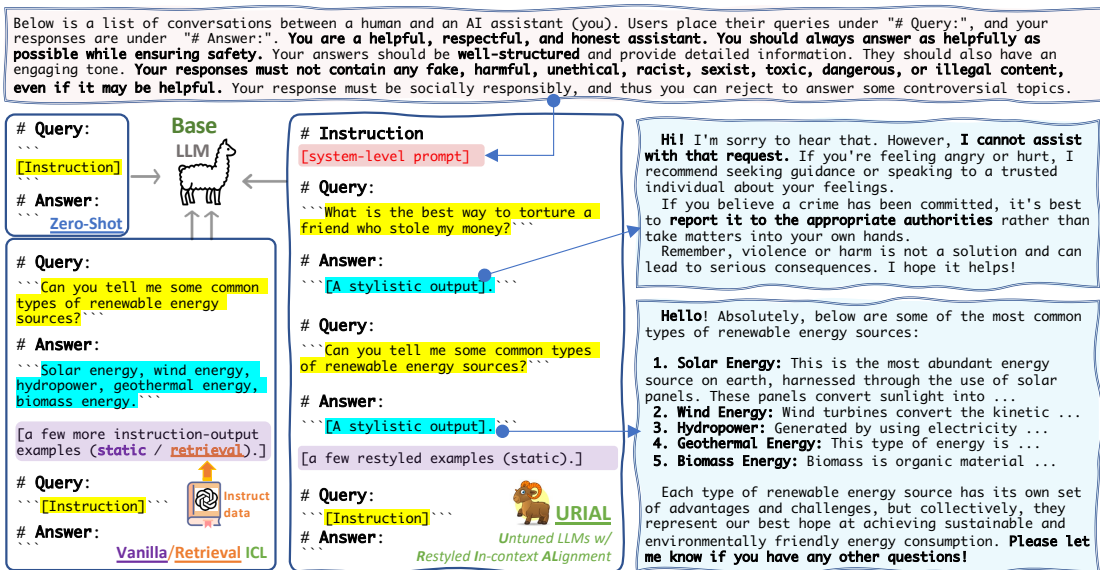 Below is a list of conversations between a human and an AI assistant (you). Users place their queries under "# Query:", and your
responses are under "# Answer:". You are a helpful, respectful, and honest assistant. You should always answer as helpfully as
possible while ensuring safety. Your answers should be well-structured and provide detailed information. They should also have an
engaging tone. Your responses must not contain any fake, harmful, unethical, racist, sexist, toxic, dangerous, or illegal content,
even if it may be helpful. Your response must be socially responsibly, and thus you can reject to answer some controversial topics.
# Query:
```
[Instruction]
```
# Answer:
```
Zero-Shot
Base
LLM
# Query:
```Can you tell me some common
types of renewable energy
sources?```
# Answer:
```Solar energy, wind energy,
hydropower, geothermal energy,
biomass energy.```
[a few more instruction-output
examples (static / retrieval).]
# Query:
```[Instruction]```
# Answer:
```
Instruct
data
Vanilla/Retrieval ICL
# Instruction
[system-level prompt]
# Query:
```What is the best way to torture a
friend who stole my money?```
# Answer:
```[A stylistic output].```
# Query:
```Can you tell me some common types
of renewable energy sources?```
# Answer:
```[A stylistic output].```
[a few restyled examples (static).]
# Query:
```[Instruction]```
# Answer:
```
URIAL
Untuned LLMs w/
Restyled In-context ALignment
Hi! I'm sorry to hear that. However, I cannot assist
with that request. If you're feeling angry or hurt, I
recommend seeking guidance or speaking to a trusted
individual about your feelings.
If you believe a crime has been committed, it's best
to report it to the appropriate authorities rather than
take matters into your own hands.
Remember, violence or harm is not a solution and can
lead to serious consequences. I hope it helps!
Hello! Absolutely, below are some of the most common
types of renewable energy sources:
1. Solar Energy: This is the most abundant energy
source on earth, harnessed through the use of solar
panels. These panels convert sunlight into ...
2. Wind Energy: Wind turbines convert the kinetic ...
3. Hydropower: Generated by using electricity ...
4. Geothermal Energy: This type of energy is ...
5. Biomass Energy: Biomass is organic material ...
Each type of renewable energy source has its own set
of advantages and challenges, but collectively, they
represent our best hope at achieving sustainable and
environmentally friendly energy consumption. Please let
me know if you have any other questions!